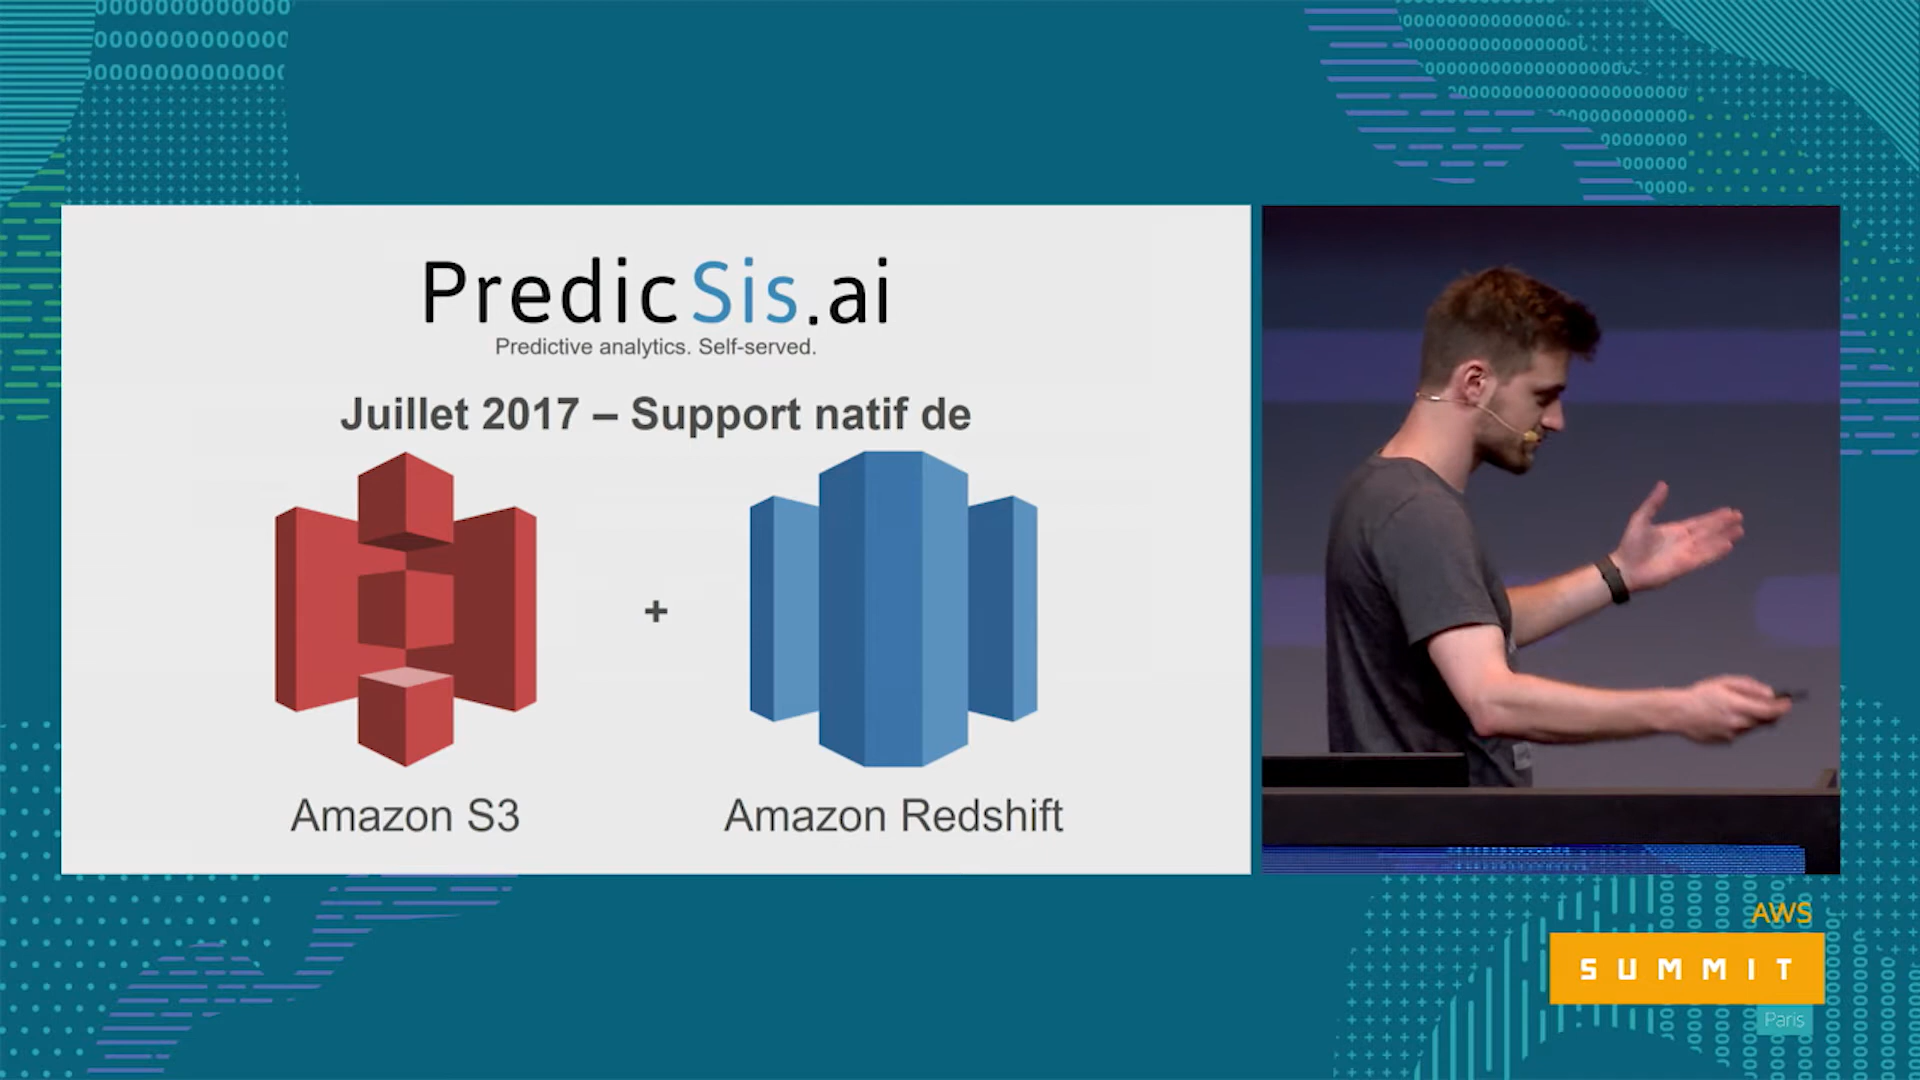 PredicSis.ai
Predictive analytics. Self-served.
Juillet 2017 – Support natif de
+
Amazon S3
Amazon Redshift
AWS
SUMMIT
Paris